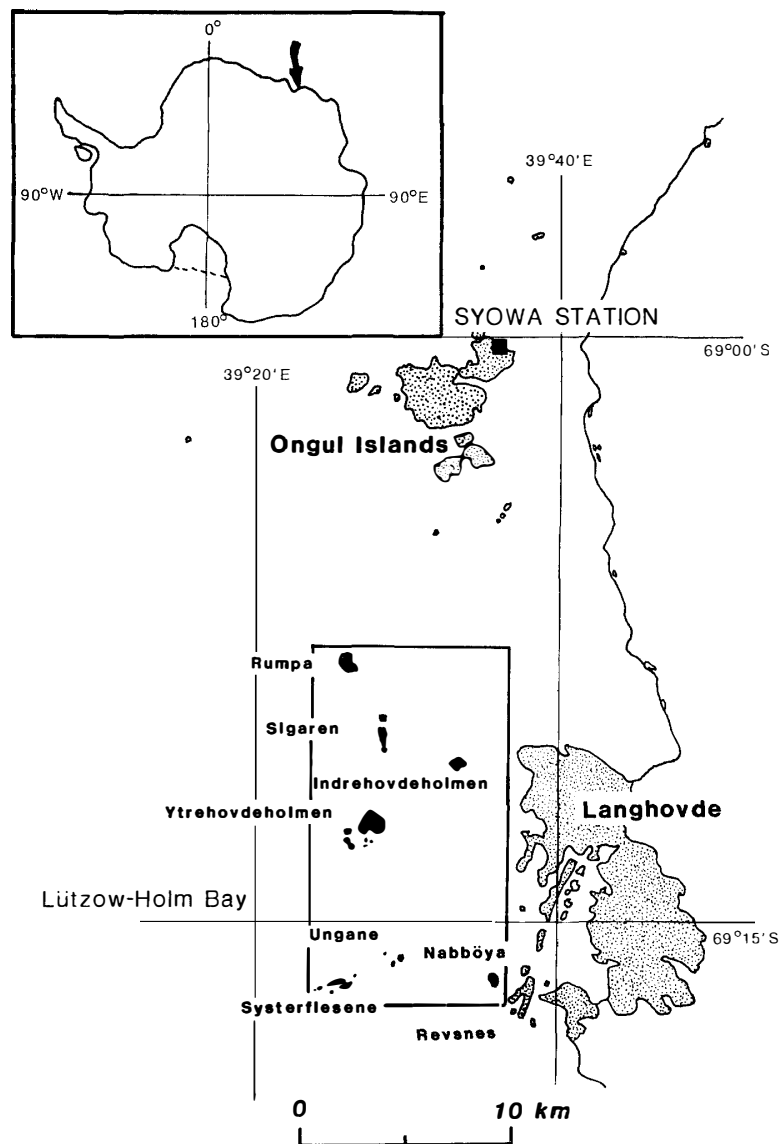 0°
90°W
90°E
180°
39°40'E
SYOWA STATION
69°00'S
39°20'E
Ongul Islands
Rumpa
Sigaren
Indrehovdeholmen
Ytrehovdeholmen
Langhovde
Lützow-Holm Bay
Ungane
69°15'S
Nabböya
Systerflesene
Revsnes
0 10 km